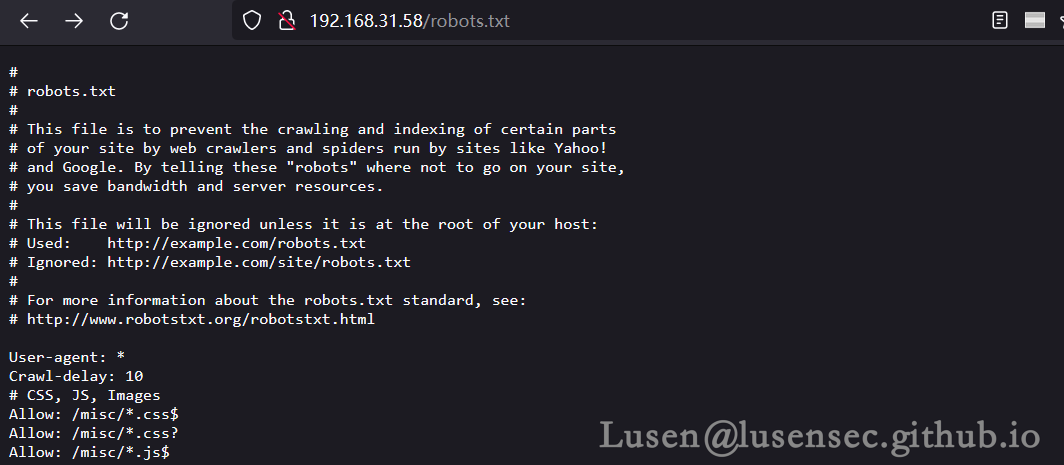 192.168.31.58/robots.txt
#
# robots.txt
#
# This file is to prevent the crawling and indexing of certain parts
# of your site by web crawlers and spiders run by sites like Yahoo!
# and Google. By telling these "robots" where not to go on your site,
# you save bandwidth and server resources.
#
# This file will be ignored unless it is at the root of your host:
# Used:    http://example.com/robots.txt
# Ignored: http://example.com/site/robots.txt
#
# For more information about the robots.txt standard, see:
# http://www.robotstxt.org/robotstxt.html
User-agent: *
Crawl-delay: 10
# CSS, JS, Images
Allow: /misc/*.css$
Allow: /misc/*.css?
Allow: /misc/*.js$
Lusen@lusensec.github.io